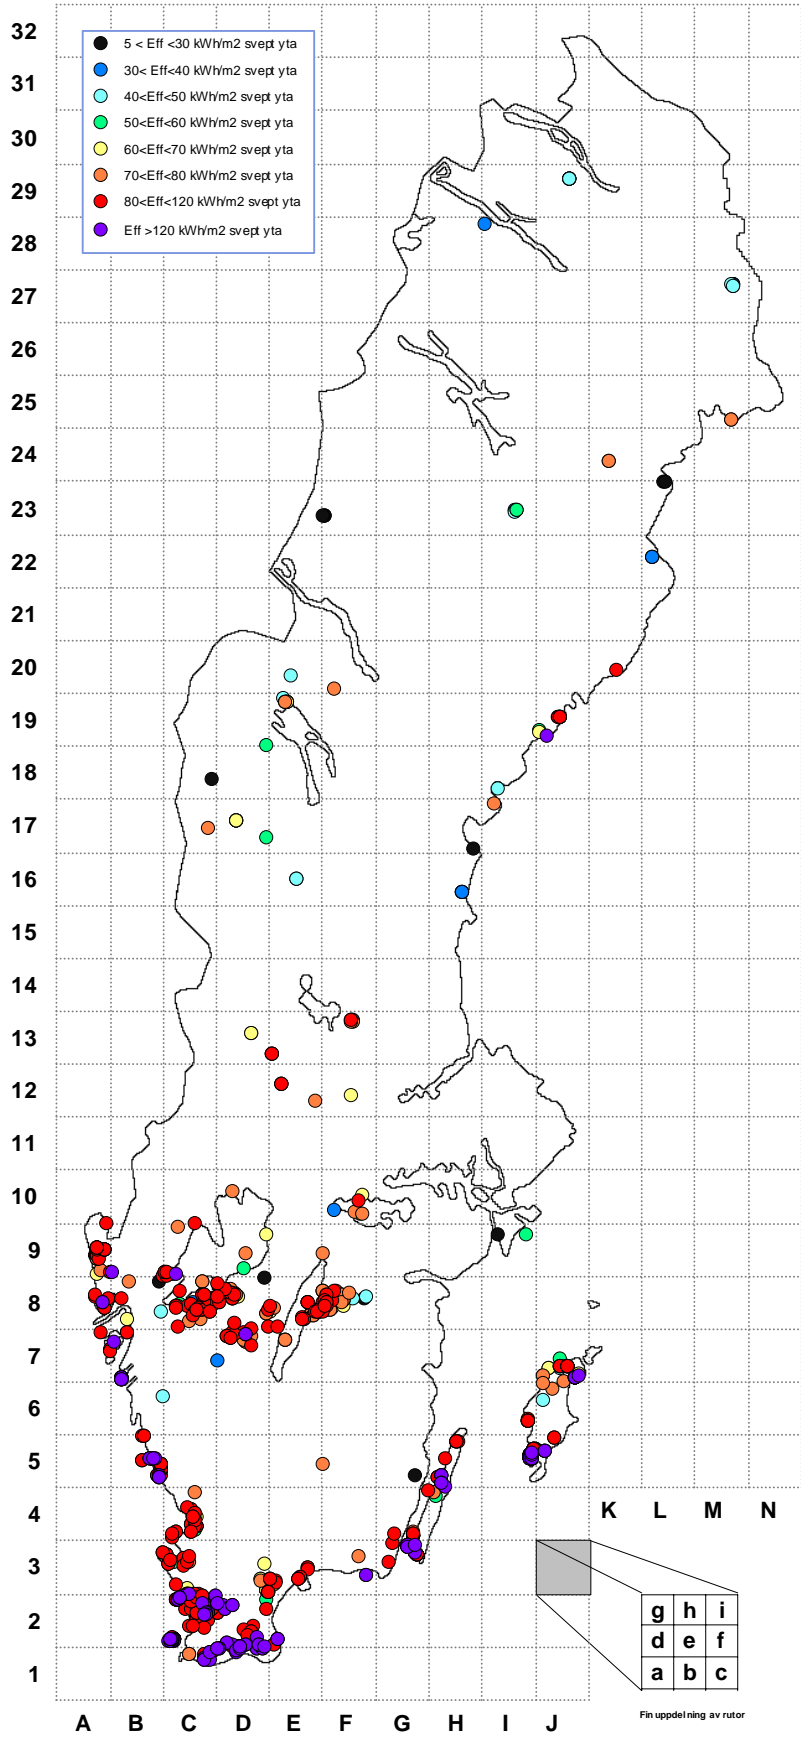 32
31
30
29
28
27
26
25
24
23
22
21
20
19
18
17
16
15
14
13
12
11
10
9
8
7
6
5
4
3
2
1
5 < Eff <30 kWh/m2 svept yta
30< Eff<40 kWh/m2 svept yta
40<Eff<50 kWh/m2 svept yta
50<Eff<60 kWh/m2 svept yta
60<Eff<70 kWh/m2 svept yta
70<Eff<80 kWh/m2 svept yta
80<Eff<120 kWh/m2 svept yta
Eff >120 kWh/m2 svept yta
K L M N
g h i
d e f
a b c
Fin uppdelning av rutor
A B C D E F G H I J